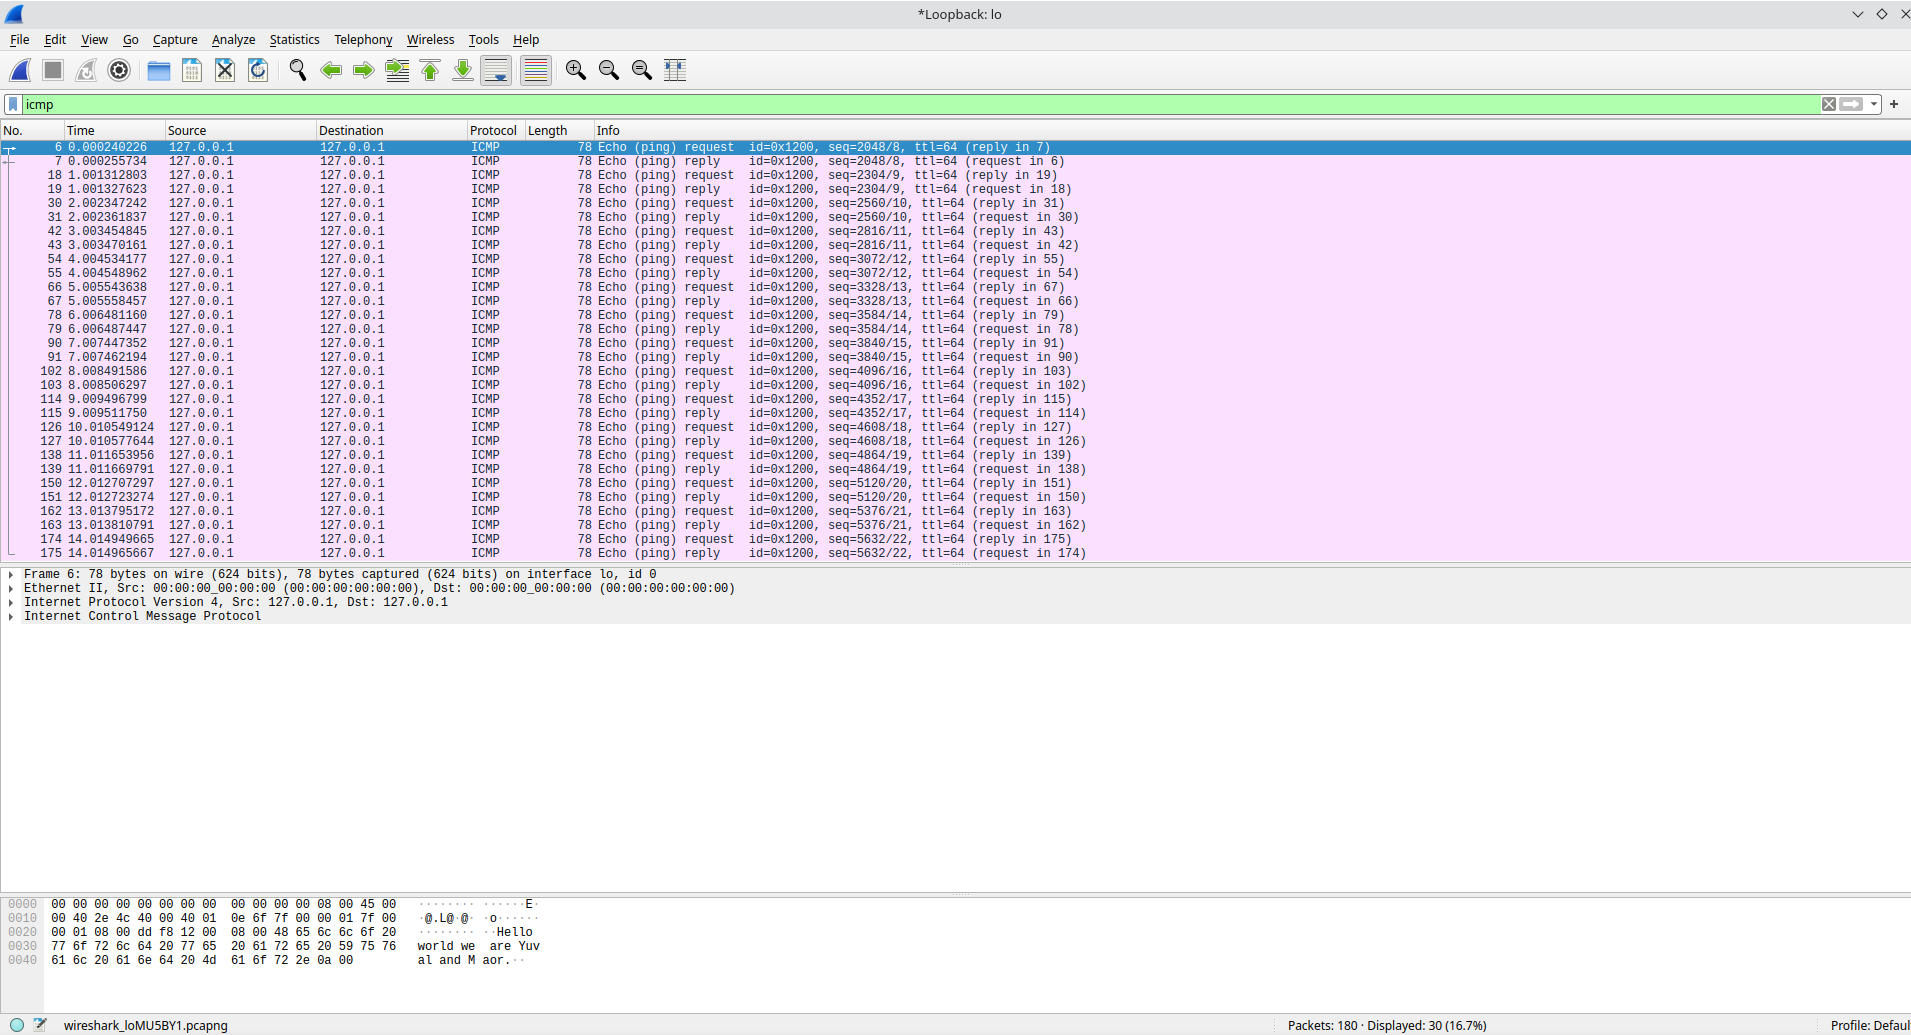 *Loopback: lo
File Edit View Go Capture Analyze Statistics Telephony Wireless Tools Help
icmp
No. Time Source Destination Protocol Length Info
6 0.000240226 127.0.0.1 127.0.0.1 ICMP 78 Echo (ping) request id=0x1200, seq=2048/8, ttl=64 (reply in 7)
7 0.000255734 127.0.0.1 127.0.0.1 ICMP 78 Echo (ping) reply id=0x1200, seq=2048/8, ttl=64 (request in 6)
18 1.001312803 127.0.0.1 127.0.0.1 ICMP 78 Echo (ping) request id=0x1200, seq=2304/9, ttl=64 (reply in 19)
19 1.001327623 127.0.0.1 127.0.0.1 ICMP 78 Echo (ping) reply id=0x1200, seq=2304/9, ttl=64 (request in 18)
30 2.002347242 127.0.0.1 127.0.0.1 ICMP 78 Echo (ping) request id=0x1200, seq=2560/10, ttl=64 (reply in 31)
31 2.002361837 127.0.0.1 127.0.0.1 ICMP 78 Echo (ping) reply id=0x1200, seq=2560/10, ttl=64 (request in 30)
42 3.003454845 127.0.0.1 127.0.0.1 ICMP 78 Echo (ping) request id=0x1200, seq=2816/11, ttl=64 (reply in 43)
43 3.003470161 127.0.0.1 127.0.0.1 ICMP 78 Echo (ping) reply id=0x1200, seq=2816/11, ttl=64 (request in 42)
54 4.004534177 127.0.0.1 127.0.0.1 ICMP 78 Echo (ping) request id=0x1200, seq=3072/12, ttl=64 (reply in 55)
55 4.004548962 127.0.0.1 127.0.0.1 ICMP 78 Echo (ping) reply id=0x1200, seq=3072/12, ttl=64 (request in 54)
66 5.005543638 127.0.0.1 127.0.0.1 ICMP 78 Echo (ping) request id=0x1200, seq=3328/13, ttl=64 (reply in 67)
67 5.005558457 127.0.0.1 127.0.0.1 ICMP 78 Echo (ping) reply id=0x1200, seq=3328/13, ttl=64 (request in 66)
78 6.006481160 127.0.0.1 127.0.0.1 ICMP 78 Echo (ping) request id=0x1200, seq=3584/14, ttl=64 (reply in 79)
79 6.006487447 127.0.0.1 127.0.0.1 ICMP 78 Echo (ping) reply id=0x1200, seq=3584/14, ttl=64 (request in 78)
90 7.007447352 127.0.0.1 127.0.0.1 ICMP 78 Echo (ping) request id=0x1200, seq=3840/15, ttl=64 (reply in 91)
91 7.007462194 127.0.0.1 127.0.0.1 ICMP 78 Echo (ping) reply id=0x1200, seq=3840/15, ttl=64 (request in 90)
102 8.008491586 127.0.0.1 127.0.0.1 ICMP 78 Echo (ping) request id=0x1200, seq=4096/16, ttl=64 (reply in 103)
103 8.008506297 127.0.0.1 127.0.0.1 ICMP 78 Echo (ping) reply id=0x1200, seq=4096/16, ttl=64 (request in 102)
114 9.009496799 127.0.0.1 127.0.0.1 ICMP 78 Echo (ping) request id=0x1200, seq=4352/17, ttl=64 (reply in 115)
115 9.009511750 127.0.0.1 127.0.0.1 ICMP 78 Echo (ping) reply id=0x1200, seq=4352/17, ttl=64 (request in 114)
126 10.010549124 127.0.0.1 127.0.0.1 ICMP 78 Echo (ping) request id=0x1200, seq=4608/18, ttl=64 (reply in 127)
127 10.010577644 127.0.0.1 127.0.0.1 ICMP 78 Echo (ping) reply id=0x1200, seq=4608/18, ttl=64 (request in 126)
138 11.011653956 127.0.0.1 127.0.0.1 ICMP 78 Echo (ping) request id=0x1200, seq=4864/19, ttl=64 (reply in 139)
139 11.011669791 127.0.0.1 127.0.0.1 ICMP 78 Echo (ping) reply id=0x1200, seq=4864/19, ttl=64 (request in 138)
150 12.012707297 127.0.0.1 127.0.0.1 ICMP 78 Echo (ping) request id=0x1200, seq=5120/20, ttl=64 (reply in 151)
151 12.012723274 127.0.0.1 127.0.0.1 ICMP 78 Echo (ping) reply id=0x1200, seq=5120/20, ttl=64 (request in 150)
162 13.013795172 127.0.0.1 127.0.0.1 ICMP 78 Echo (ping) request id=0x1200, seq=5376/21, ttl=64 (reply in 163)
163 13.013810791 127.0.0.1 127.0.0.1 ICMP 78 Echo (ping) reply id=0x1200, seq=5376/21, ttl=64 (request in 162)
174 14.014949665 127.0.0.1 127.0.0.1 ICMP 78 Echo (ping) request id=0x1200, seq=5632/22, ttl=64 (reply in 175)
175 14.014965667 127.0.0.1 127.0.0.1 ICMP 78 Echo (ping) reply id=0x1200, seq=5632/22, ttl=64 (request in 174)
Frame 6: 78 bytes on wire (624 bits), 78 bytes captured (624 bits) on interface lo, id 0
Ethernet II, Src: 00:00:00_00:00:00 (00:00:00:00:00:00), Dst: 00:00:00_00:00:00 (00:00:00:00:00:00)
Internet Protocol Version 4, Src: 127.0.0.1, Dst: 127.0.0.1
Internet Control Message Protocol
0000 00 00 00 00 00 00 00 00 00 00 00 00 08 00 45 00 ········ ······E·
0010 00 40 2e 4c 40 00 40 01 0e 6f 7f 00 00 01 7f 00 ·@.L@·@· ·o······
0020 00 01 08 00 dd f8 12 00 08 00 48 65 6c 6c 6f 20 ········ ··Hello
0030 77 6f 72 6c 64 20 77 65 20 61 72 65 20 59 75 76 world we are Yuv
0040 61 6c 20 61 6e 64 20 4d 61 6f 72 2e 0a 00 al and M aor.··
wireshark_loMU5BY1.pcapng Packets: 180 · Displayed: 30 (16.7%) Profile: Defaul